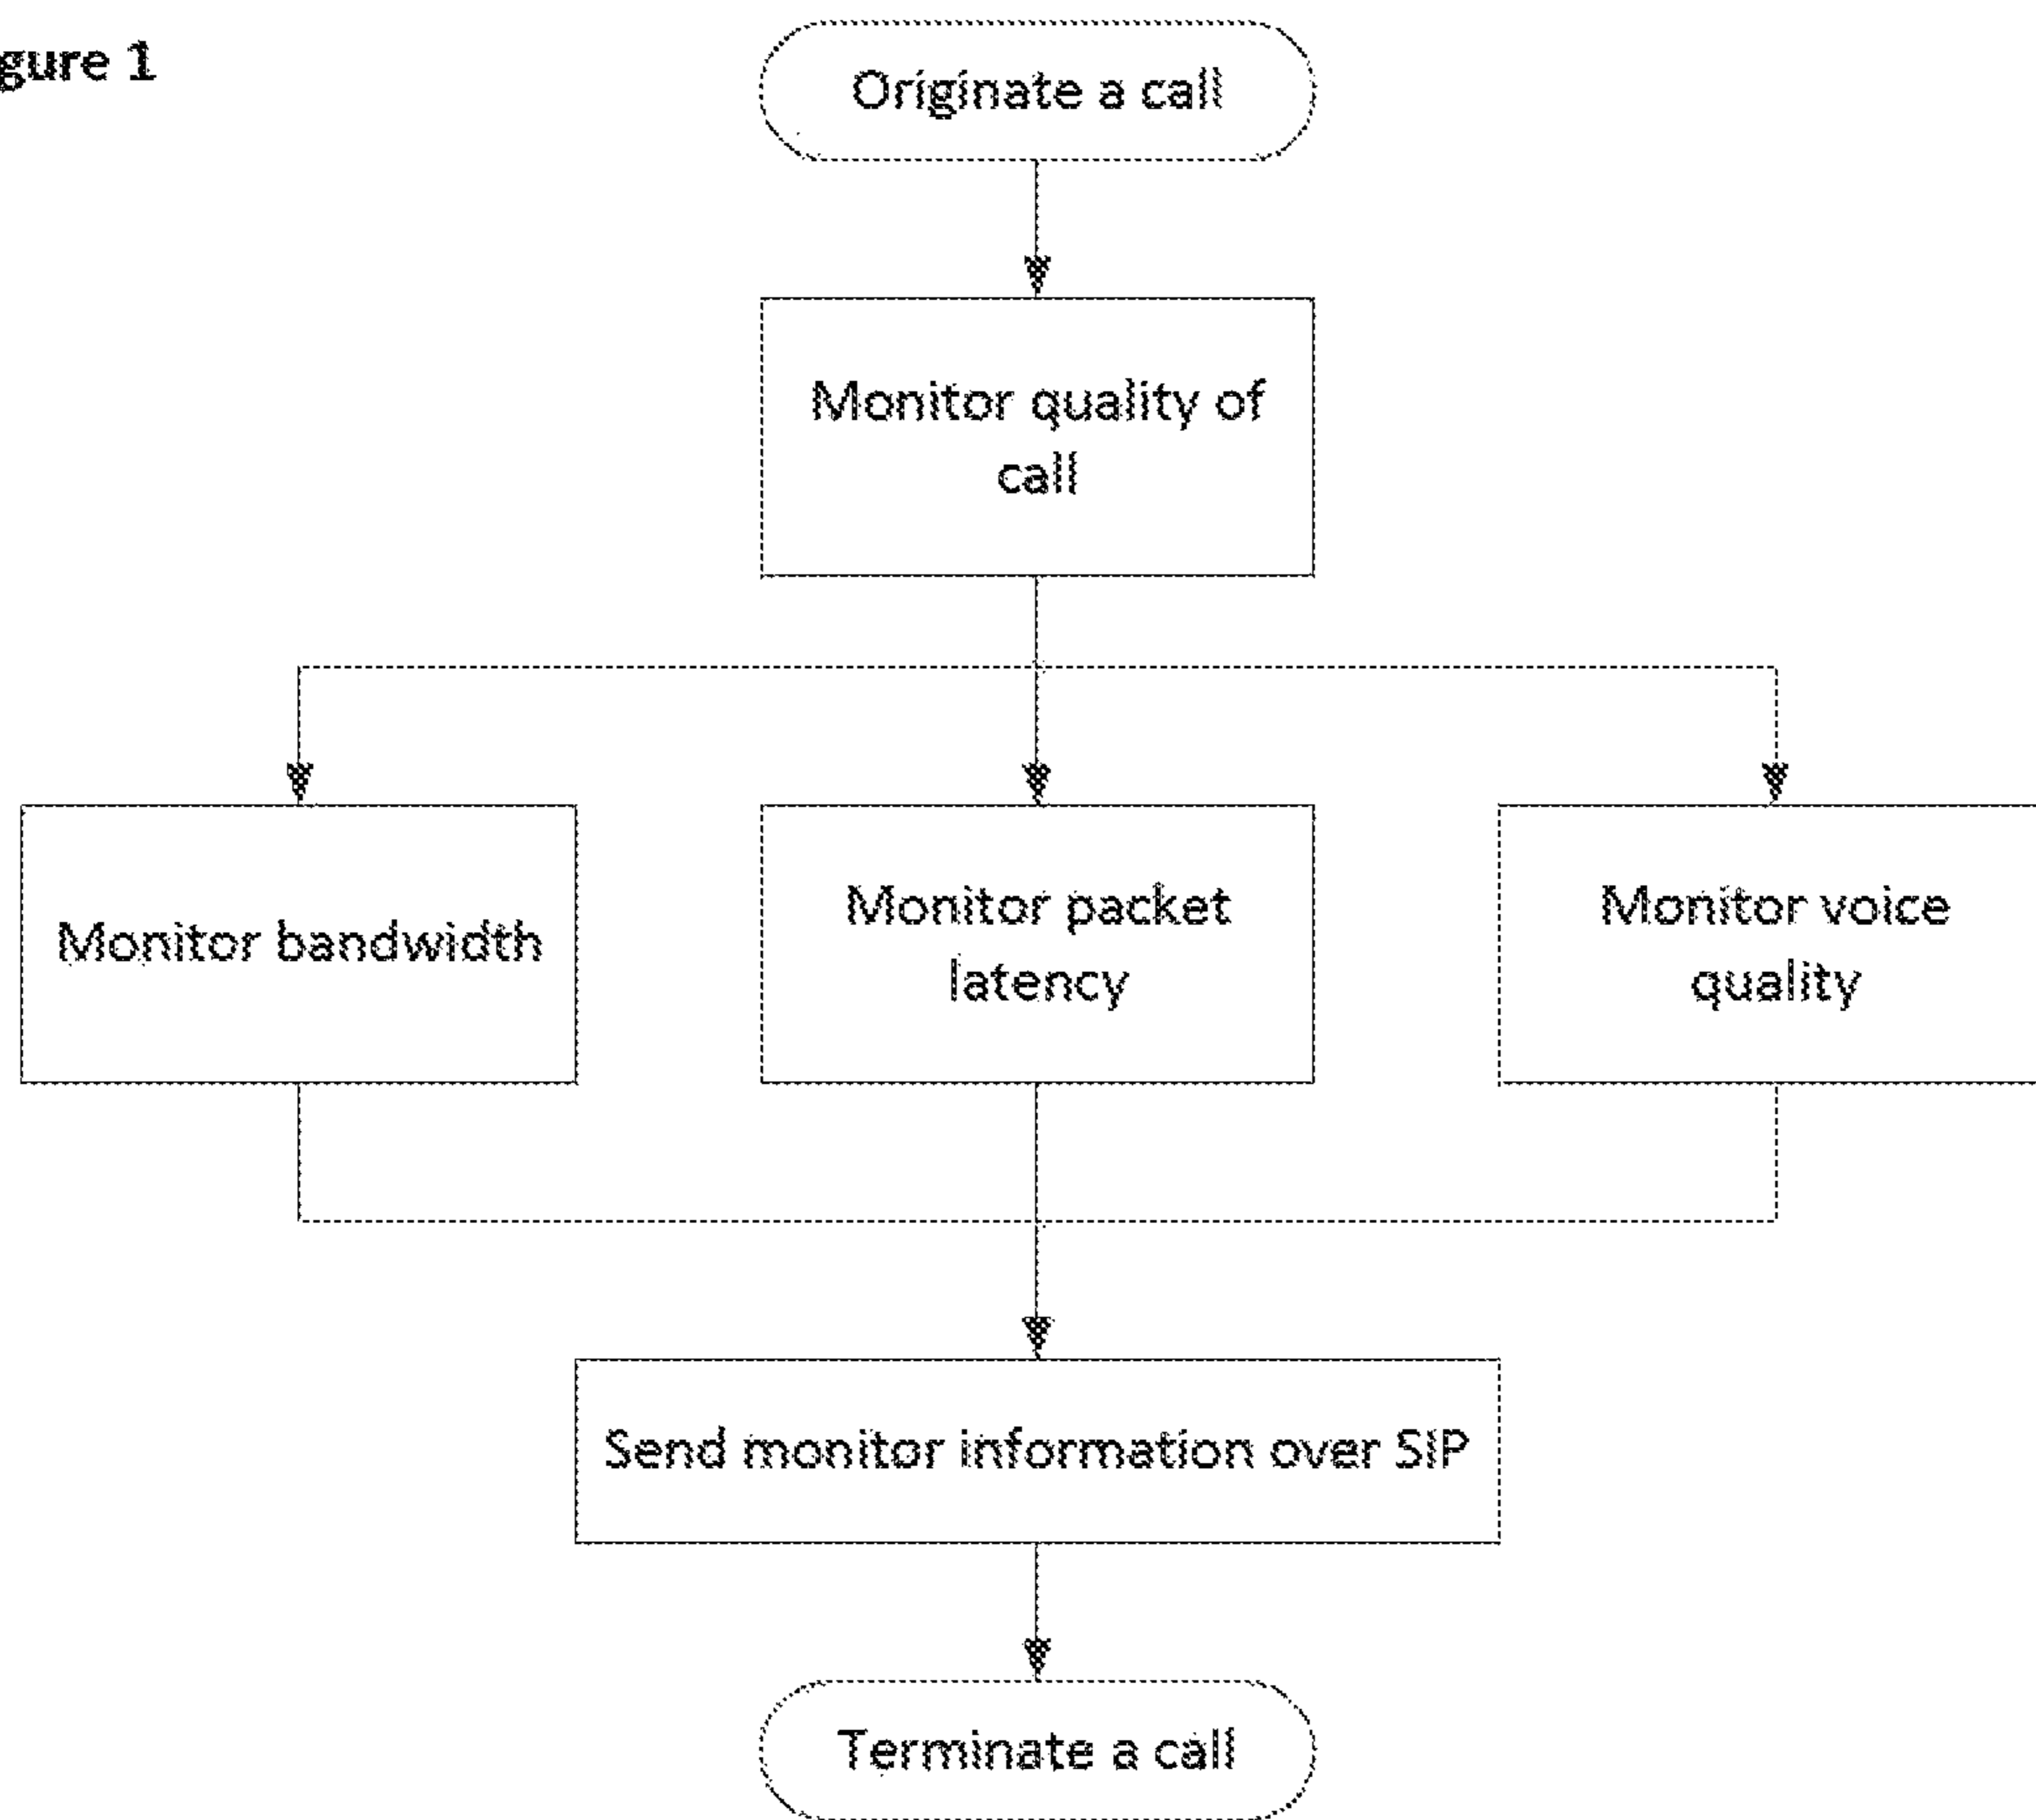 gure 1
Originate a call
Monitor quality of
call
Monitor bandwidth
Monitor packet
latency
Monitor voice
quality
Send monitor information over SIP
Terminate a call